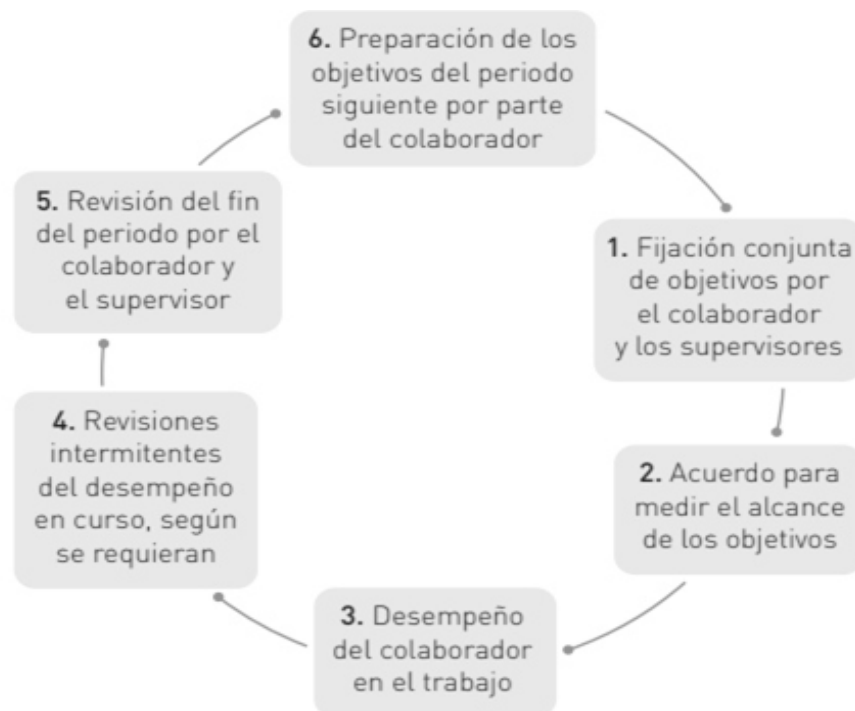 6. Preparación de los
objetivos del periodo
siguiente por parte
del colaborador
1. Fijación conjunta
de objetivos por
el colaborador
y los supervisores
2. Acuerdo para
medir el alcance
de los objetivos
3. Desempeño
del colaborador
en el trabajo
4. Revisiones
intermitentes
del desempeño
en curso, según
se requieran
5. Revisión del fin
del periodo por el
colaborador y
el supervisor